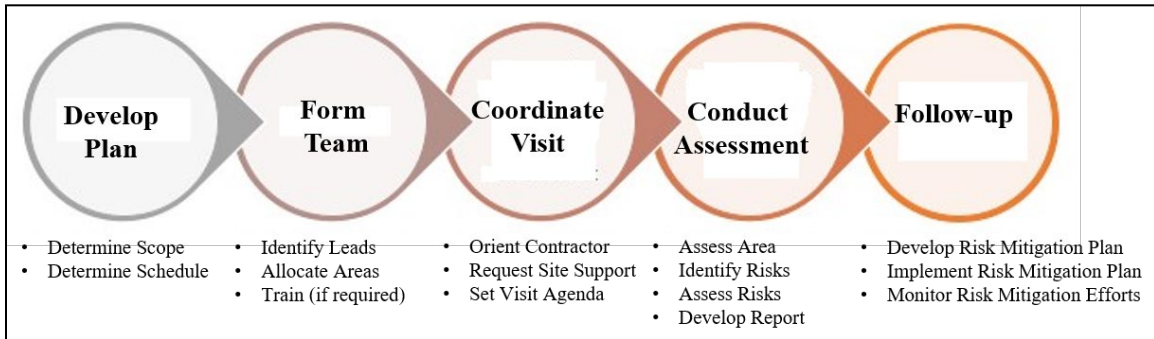 Develop
Plan
Form
Team
Coordinate
Visit
Conduct
Assessment
Follow-up
• Determine Scope
• Determine Schedule
• Identify Leads
• Allocate Areas
• Train (if required)
• Orient Contractor
• Request Site Support
• Set Visit Agenda
• Assess Area
• Identify Risks
• Assess Risks
• Develop Report
• Develop Risk Mitigation Plan
• Implement Risk Mitigation Plan
• Monitor Risk Mitigation Efforts